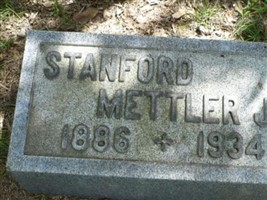 STANFORD
METTLER J
1886 + 1934